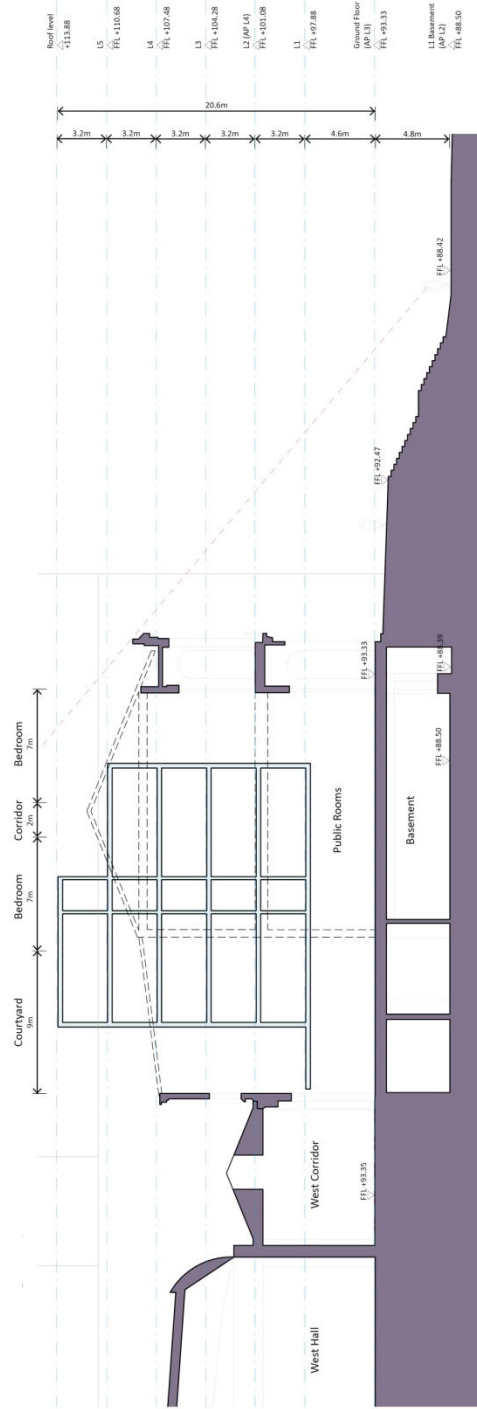 Roof level
+113.88
L5
FFL +110.68
L4
FFL +107.48
L3
FFL +104.28
L2 (AP L4)
FFL +101.08
L1
FFL +97.88
Ground Floor
(AP L3)
FFL +93.33
L1 Basement
(AP L2)
FFL +88.50
20.6m
3.2m
3.2m
3.2m
3.2m
3.2m
4.6m
4.8m
FFL +88.42
FFL +92.47
FFL +93.33
FFL +88.39
FFL +88.50
Bedroom
7m
Corridor
2m
Bedroom
7m
Courtyard
9m
Public Rooms
Basement
West Corridor
FFL +93.35
West Hall